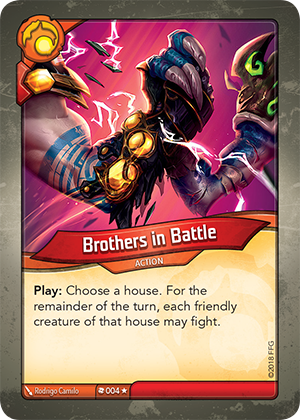 Brothers in Battle
ACTION
Play: Choose a house. For the
remainder of the turn, each friendly
creature of that house may fight.
Rodrigo Camilo
004
©2018 FFG